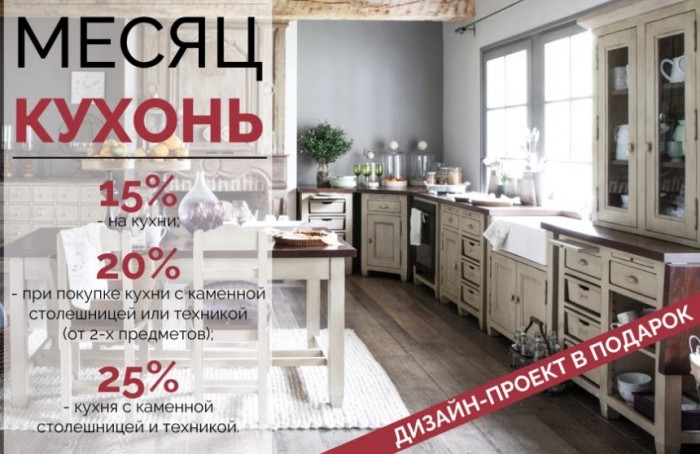 МЕСЯЦ
КУХОНЬ
15%
- на кухни;
20%
- при покупке кухни с каменной
столешницей или техникой
(от 2-х предметов);
25%
- кухня с каменной
столешницей и техникой.
ДИЗАЙН-ПРОЕКТ В ПОДАРОК